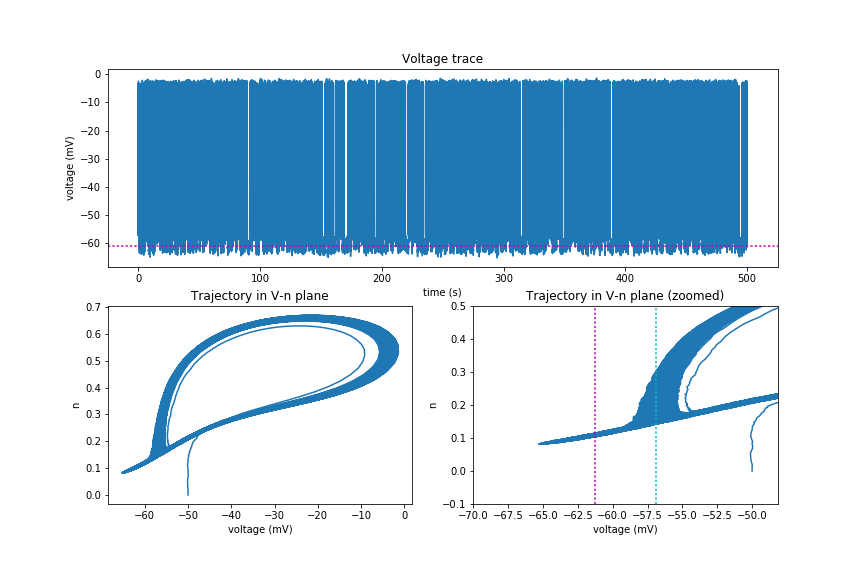 Voltage trace
voltage (mV)
0
−10
−20
−30
−40
−50
−60
0 100 200 300 400 500
time (s)
Trajectory in V-n plane
n
0.7
0.6
0.5
0.4
0.3
0.2
0.1
0.0
−60 −50 −40 −30 −20 −10 0
voltage (mV)
Trajectory in V-n plane (zoomed)
n
0.5
0.4
0.3
0.2
0.1
0.0
−0.1
−70.0 −67.5 −65.0 −62.5 −60.0 −57.5 −55.0 −52.5 −50.0
voltage (mV)